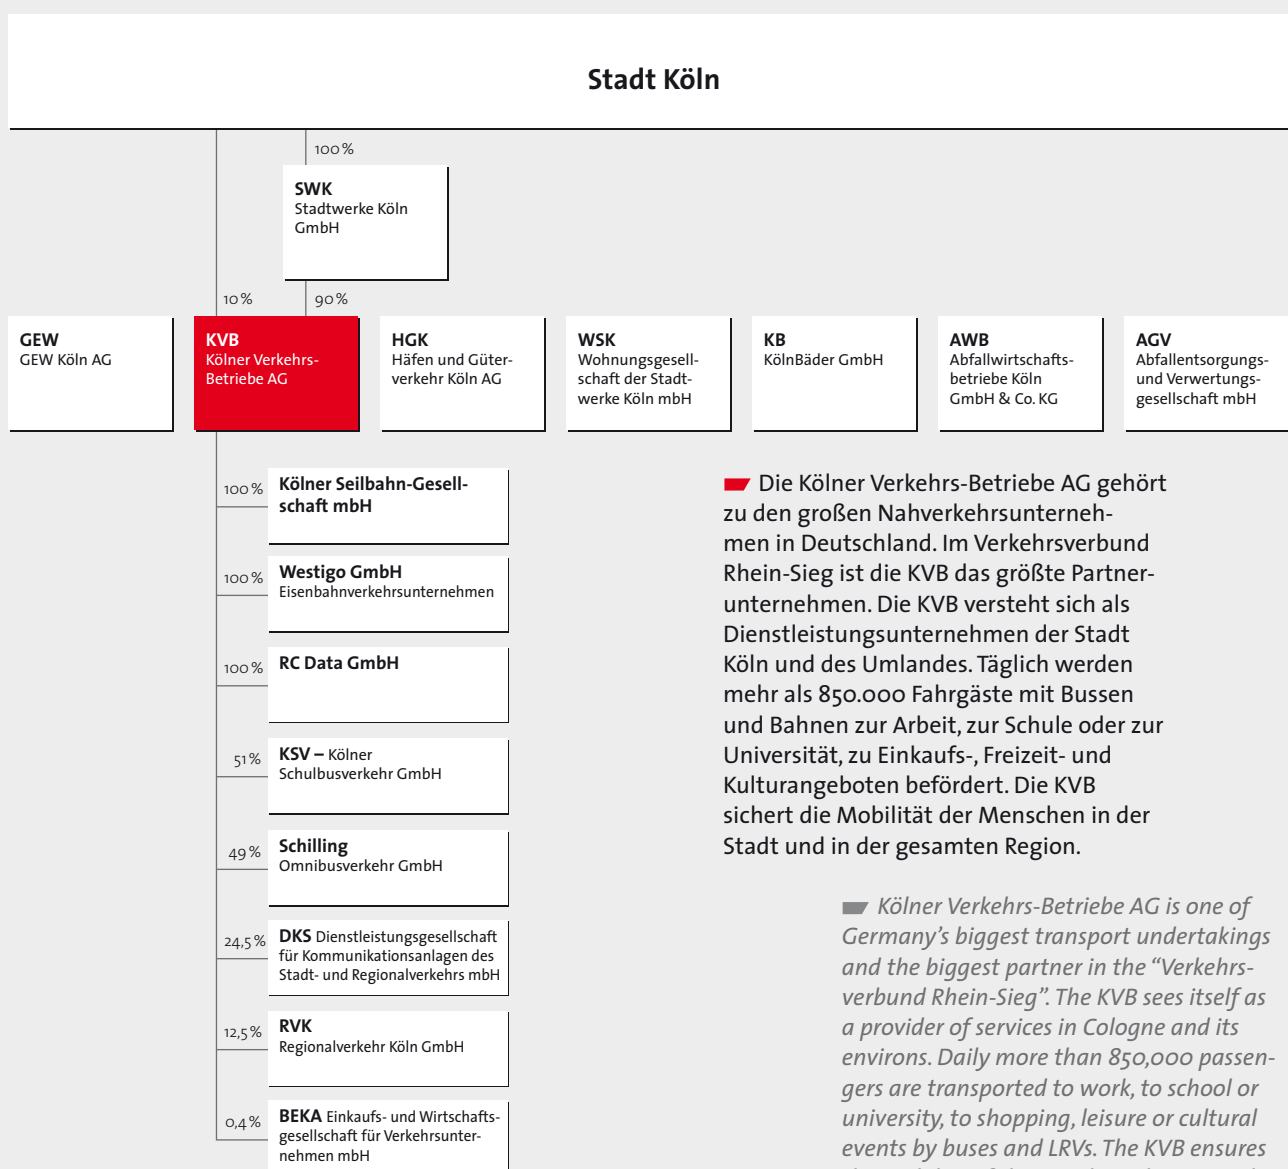 Stadt Köln
100 %
SWK
Stadtwerke Köln
GmbH
10 %
90 %
GEW
GEW Köln AG
KVB
Kölner Verkehrs-
Betriebe AG
HGK
Häfen und Güter-
verkehr Köln AG
WSK
Wohnungsgesell-
schaft der Stadt-
werke Köln mbH
KB
KölnBäder GmbH
AWB
Abfallwirtschafts-
betriebe Köln
GmbH & Co. KG
AGV
Abfallentsorgungs-
und Verwertungs-
gesellschaft mbH
100 %
Kölner Seilbahn-Gesell-
schaft mbH
100 %
Westigo GmbH
Eisenbahnverkehrsunternehmen
100 %
RC Data GmbH
51 %
KSV – Kölner
Schulbusverkehr GmbH
49 %
Schilling
Omnibusverkehr GmbH
24,5 %
DKS Dienstleistungsgesellschaft
für Kommunikationsanlagen des
Stadt- und Regionalverkehrs mbH
12,5 %
RVK
Regionalverkehr Köln GmbH
0,4 %
BEKA Einkaufs- und Wirtschafts-
gesellschaft für Verkehrsunter-
nehmen mbH
Die Kölner Verkehrs-Betriebe AG gehört
zu den großen Nahverkehrsunterneh-
men in Deutschland. Im Verkehrsverbund
Rhein-Sieg ist die KVB das größte Partner-
unternehmen. Die KVB versteht sich als
Dienstleistungsunternehmen der Stadt
Köln und des Umlandes. Täglich werden
mehr als 850.000 Fahrgäste mit Bussen
und Bahnen zur Arbeit, zur Schule oder zur
Universität, zu Einkaufs-, Freizeit- und
Kulturangeboten befördert. Die KVB
sichert die Mobilität der Menschen in der
Stadt und in der gesamten Region.
Kölner Verkehrs-Betriebe AG is one of
Germany's biggest transport undertakings
and the biggest partner in the “Verkehrs-
verbund Rhein-Sieg”. The KVB sees itself as
a provider of services in Cologne and its
environs. Daily more than 850,000 passen-
gers are transported to work, to school or
university, to shopping, leisure or cultural
events by buses and LRVs. The KVB ensures